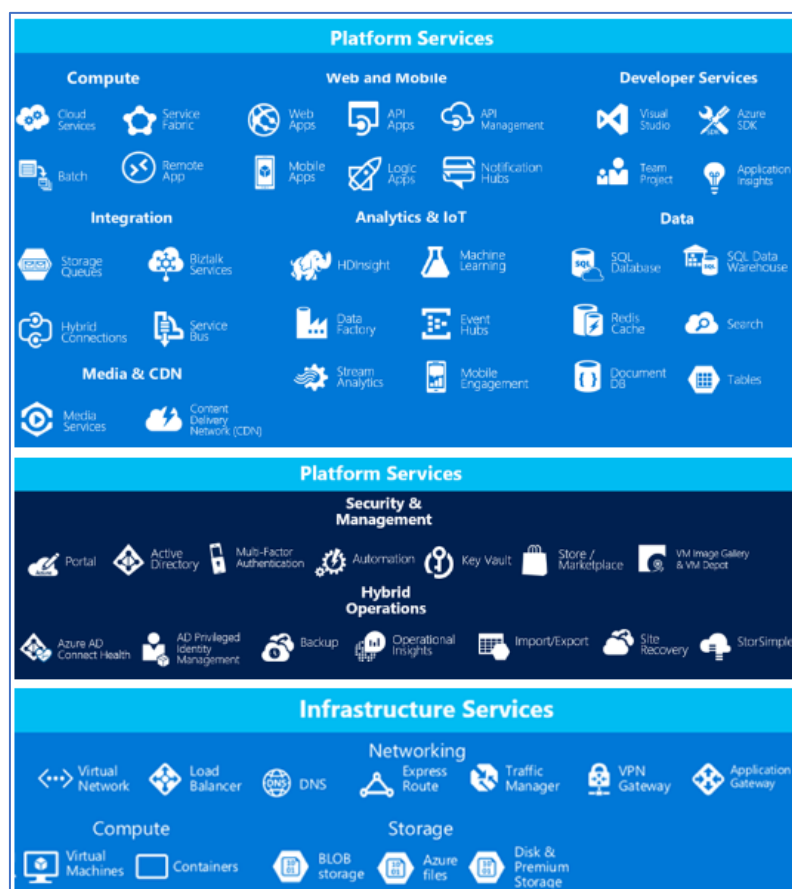 Platform Services
Compute
Web and Mobile
Developer Services
Cloud Services
Service Fabric
Web Apps
API Apps
API Management
Visual Studio
Azure SDK
Batch
Remote App
Mobile Apps
Logic Apps
Notification Hubs
Team Project
Application Insights
Integration
Analytics & IoT
Data
Storage Queues
Biztalk Services
HDInsight
Machine Learning
SQL Database
SQL Data Warehouse
Hybrid Connections
Service Bus
Data Factory
Event Hubs
Redis Cache
Search
Media & CDN
Stream Analytics
Mobile Engagement
Document DB
Tables
Media Services
Content Delivery Network (CDN)
Platform Services
Security & Management
Portal
Active Directory
Multi-Factor Authentication
Automation
Key Vault
Store / Marketplace
VM Image Gallery & VM Depot
Hybrid Operations
Azure AD Connect Health
AD Privileged Identity Management
Backup
Operational Insights
Import/Export
Site Recovery
StorSimple
Infrastructure Services
Networking
Virtual Network
Load Balancer
DNS
DNS
Express Route
Traffic Manager
VPN Gateway
Application Gateway
Compute
Storage
Virtual Machines
Containers
BLOB storage
Azure files
Disk & Premium Storage